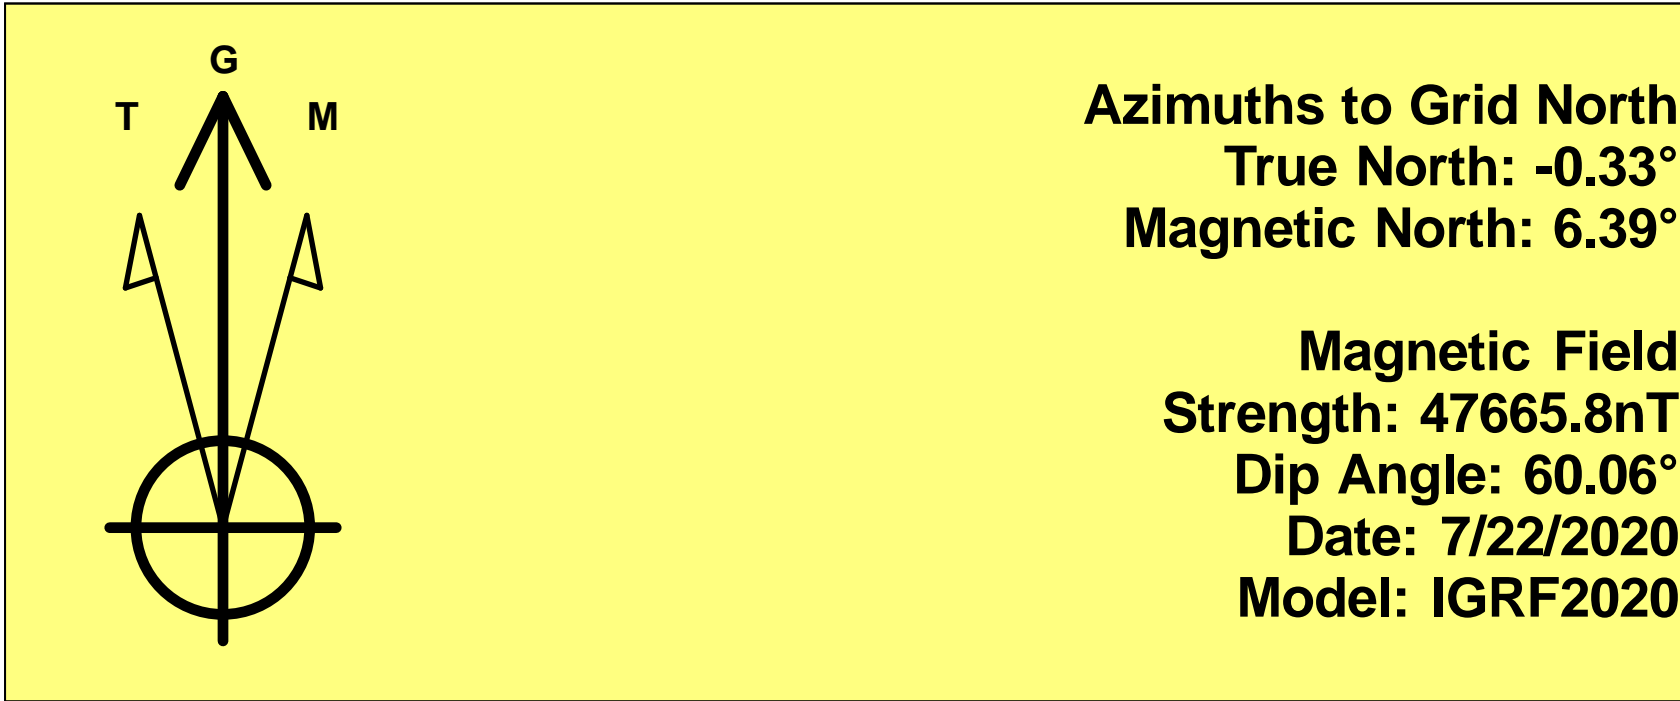 G
T M
Azimuths to Grid North
True North: -0.33°
Magnetic North: 6.39°
Magnetic Field
Strength: 47665.8nT
Dip Angle: 60.06°
Date: 7/22/2020
Model: IGRF2020